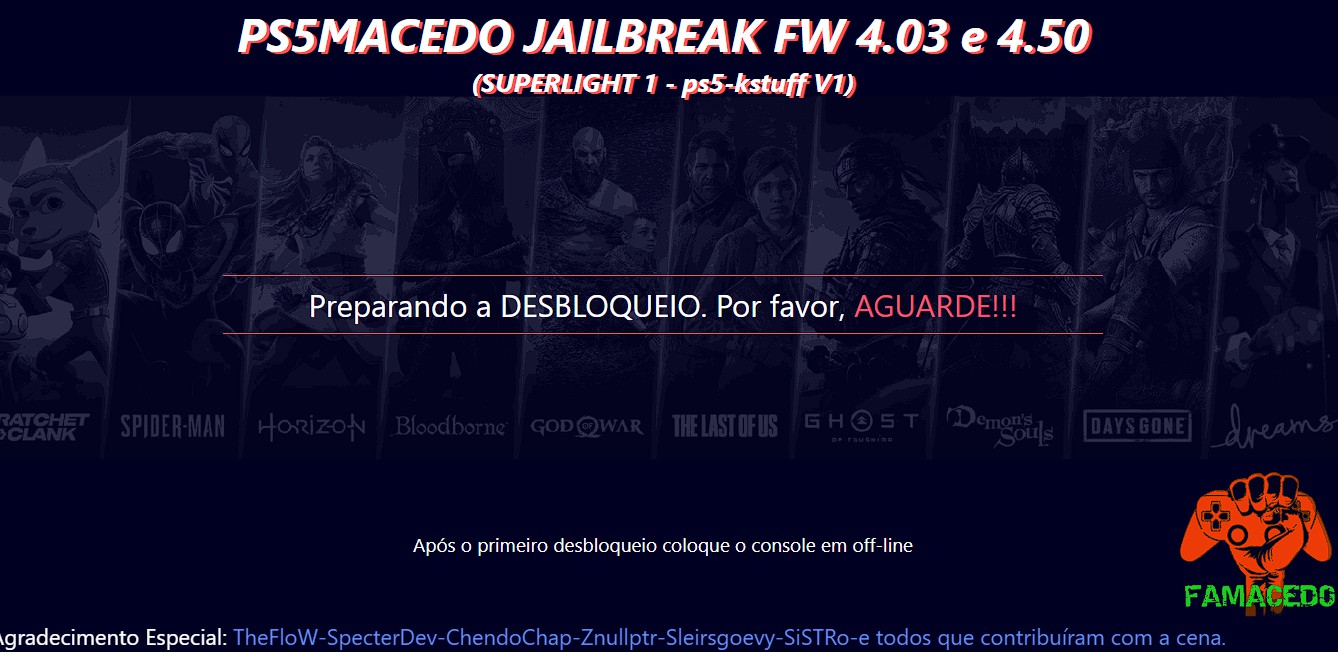 PS5MACEDO JAILBREAK FW 4.03 e 4.50
(SUPERLIGHT 1 - ps5-kstuff V1)
Preparando a DESBLOQUEIO. Por favor, AGUARDE!!!
RATCHET CLANK SPIDER-MAN HORIZON Bloodborne GOD OF WAR THE LAST OF US GHOST OF TSUSHIMA Demon's Souls DAYS GONE dreams
Após o primeiro desbloqueio coloque o console em off-line
FAMACEDO
Agradecimento Especial: TheFloW-SpecterDev-ChendoChap-Znullptr-Sleirsgoevy-SiSTRo-e todos que contribuíram com a cena.